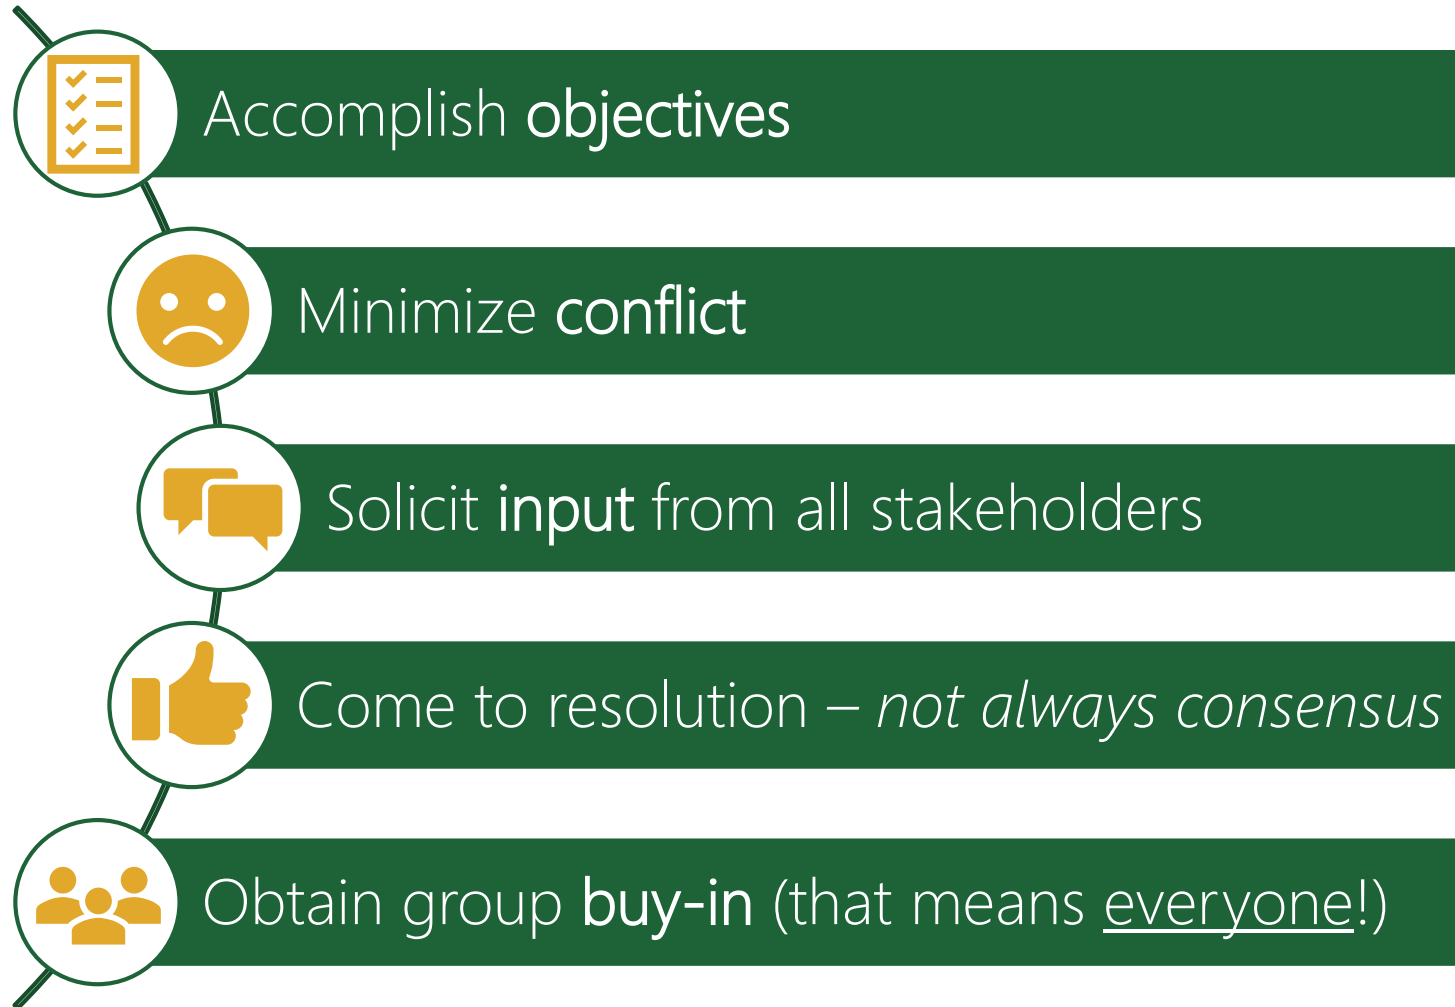 Accomplish objectives
Minimize conflict
Solicit input from all stakeholders
Come to resolution – not always consensus
Obtain group buy-in (that means everyone!)